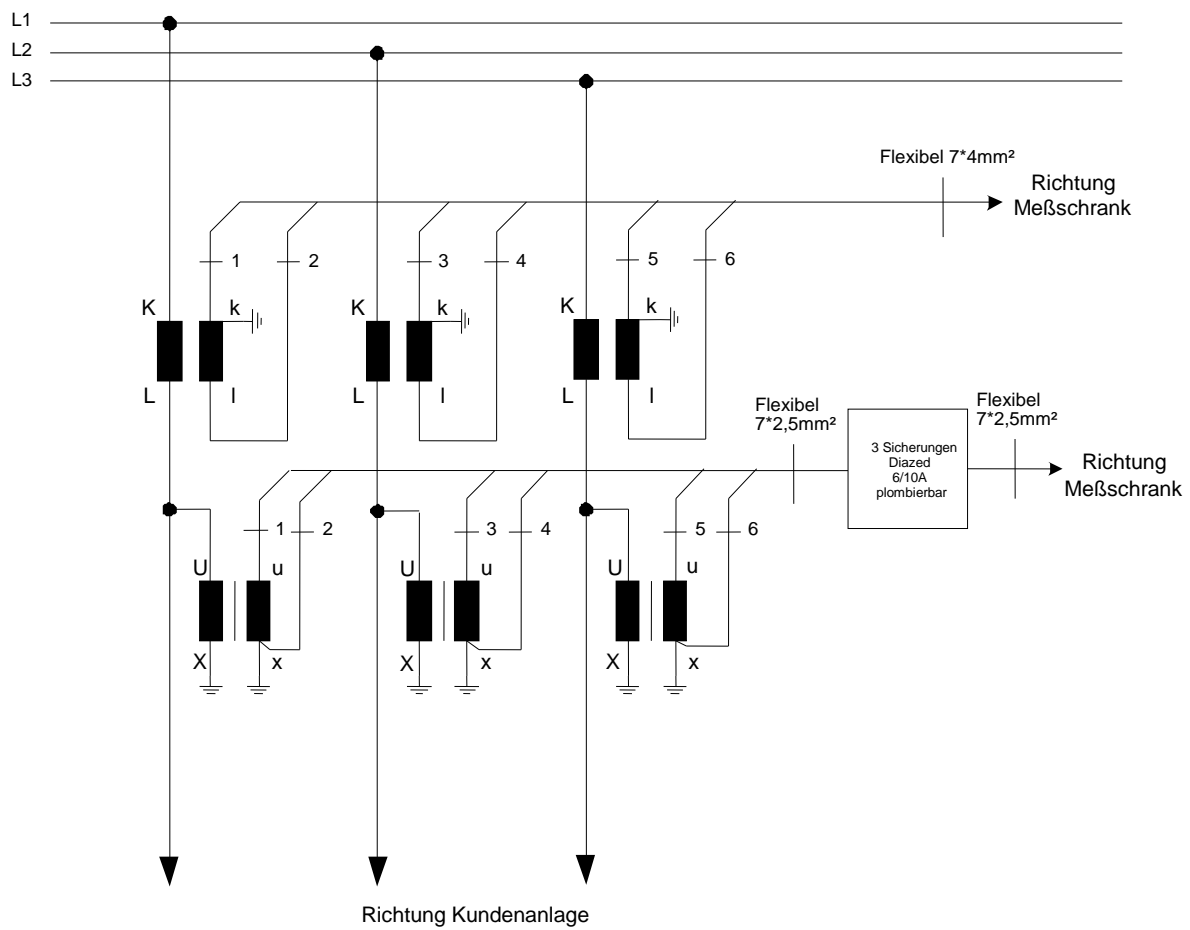 L1
L2
L3
Flexibel 7*4mm²
Richtung
Meßschrank
1 2 3 4 5 6
K k K k K k
L l L l L l
Flexibel
7*2,5mm²
Flexibel
7*2,5mm²
3 Sicherungen
Diazed
6/10A
plombierbar
Richtung
Meßschrank
1 2 3 4 5 6
U u U u U u
X x X x X x
Richtung Kundenanlage